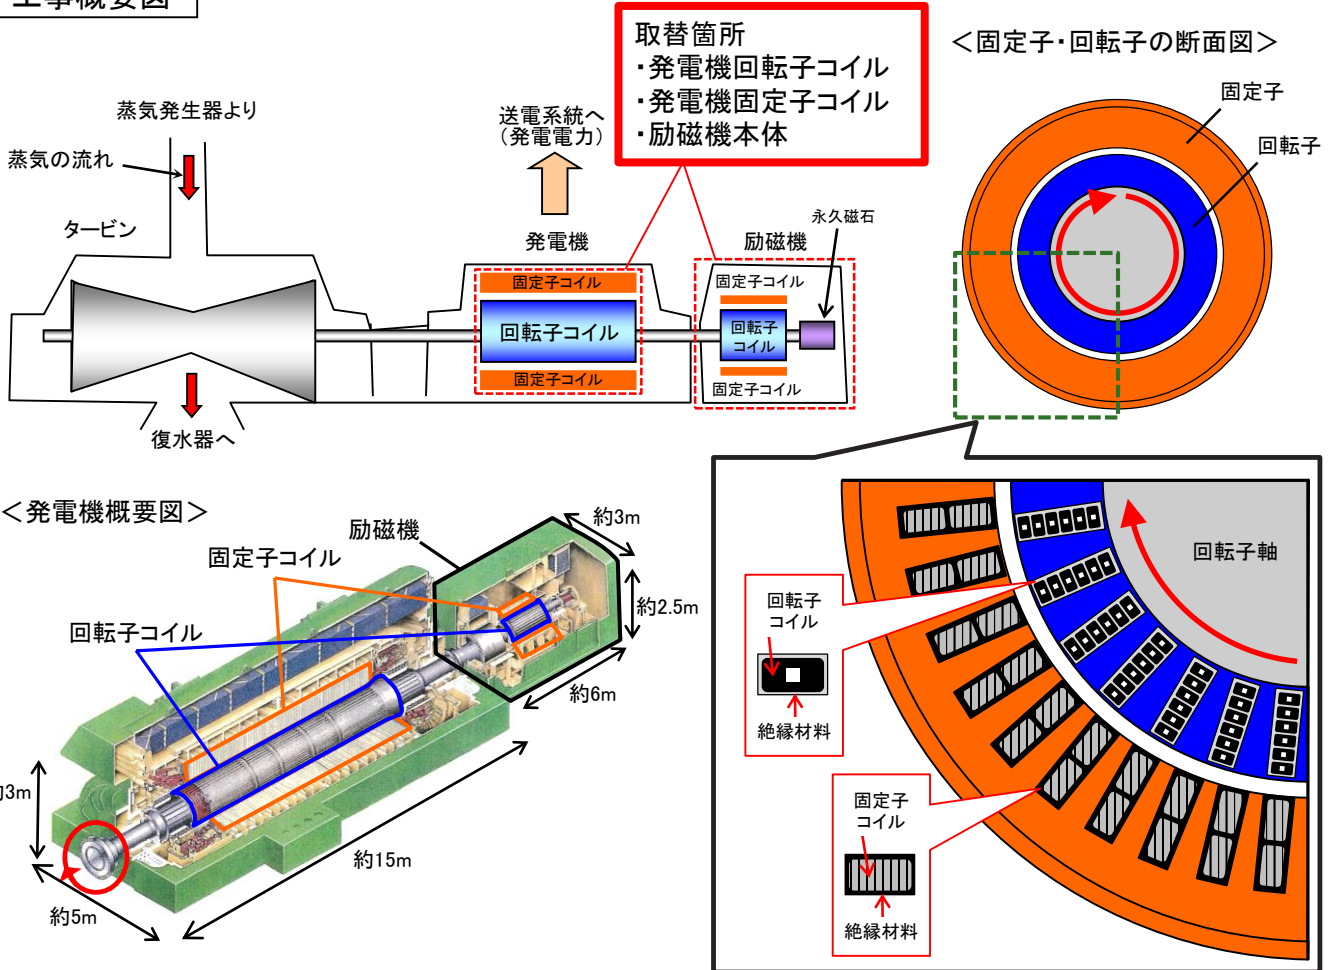 工事概要図
取替箇所
・発電機回転子コイル
・発電機固定子コイル
・励磁機本体
＜固定子・回転子の断面図＞
固定子
回転子
蒸気発生器より
蒸気の流れ
タービン
送電系統へ
（発電電力）
発電機
励磁機
永久磁石
固定子コイル
回転子コイル
固定子コイル
固定子コイル
回転子
コイル
固定子コイル
復水器へ
＜発電機概要図＞
励磁機
固定子コイル
回転子コイル
約3m
約2.5m
約6m
約3m
約15m
約5m
回転子軸
回転子
コイル
絶縁材料
固定子
コイル
絶縁材料